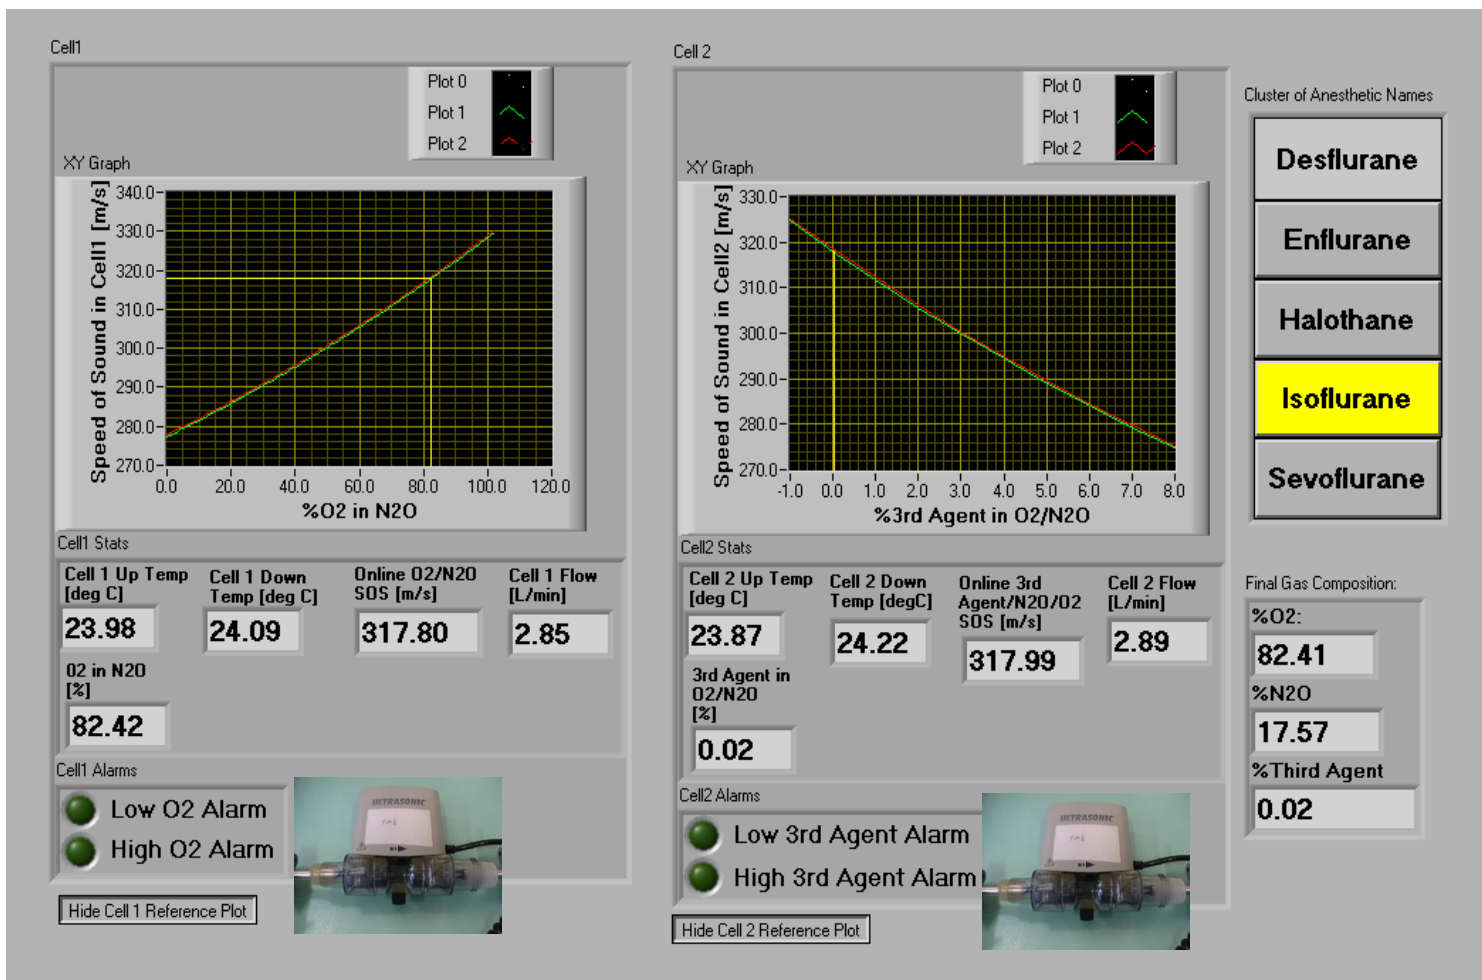 Cell1
Plot 0
Plot 1
Plot 2
XY Graph
Speed of Sound in Cell1 [m/s]
340.0
330.0
320.0
310.0
300.0
290.0
280.0
270.0
0.0 20.0 40.0 60.0 80.0 100.0 120.0
%O2 in N2O
Cell1 Stats
Cell 1 Up Temp
[deg C]
23.98
Cell 1 Down
Temp [deg C]
24.09
Online O2/N2O
SOS [m/s]
317.80
Cell 1 Flow
[L/min]
2.85
O2 in N2O
[%]
82.42
Cell1 Alarms
Low O2 Alarm
High O2 Alarm
ULTRASONIC
Hide Cell 1 Reference Plot
Cell 2
Plot 0
Plot 1
Plot 2
XY Graph
Speed of Sound in Cell2 [m/s]
330.0
320.0
310.0
300.0
290.0
280.0
270.0
-1.0 0.0 1.0 2.0 3.0 4.0 5.0 6.0 7.0 8.0
%3rd Agent in O2/N2O
Cell2 Stats
Cell 2 Up Temp
[deg C]
23.87
Cell 2 Down
Temp [degC]
24.22
Online 3rd
Agent/N2O/O2
SOS [m/s]
317.99
Cell 2 Flow
[L/min]
2.89
3rd Agent in
O2/N2O
[%]
0.02
Cell2 Alarms
Low 3rd Agent Alarm
High 3rd Agent Alarm
ULTRASONIC
Hide Cell 2 Reference Plot
Cluster of Anesthetic Names
Desflurane
Enflurane
Halothane
Isoflurane
Sevoflurane
Final Gas Composition:
%O2:
82.41
%N2O
17.57
%Third Agent
0.02